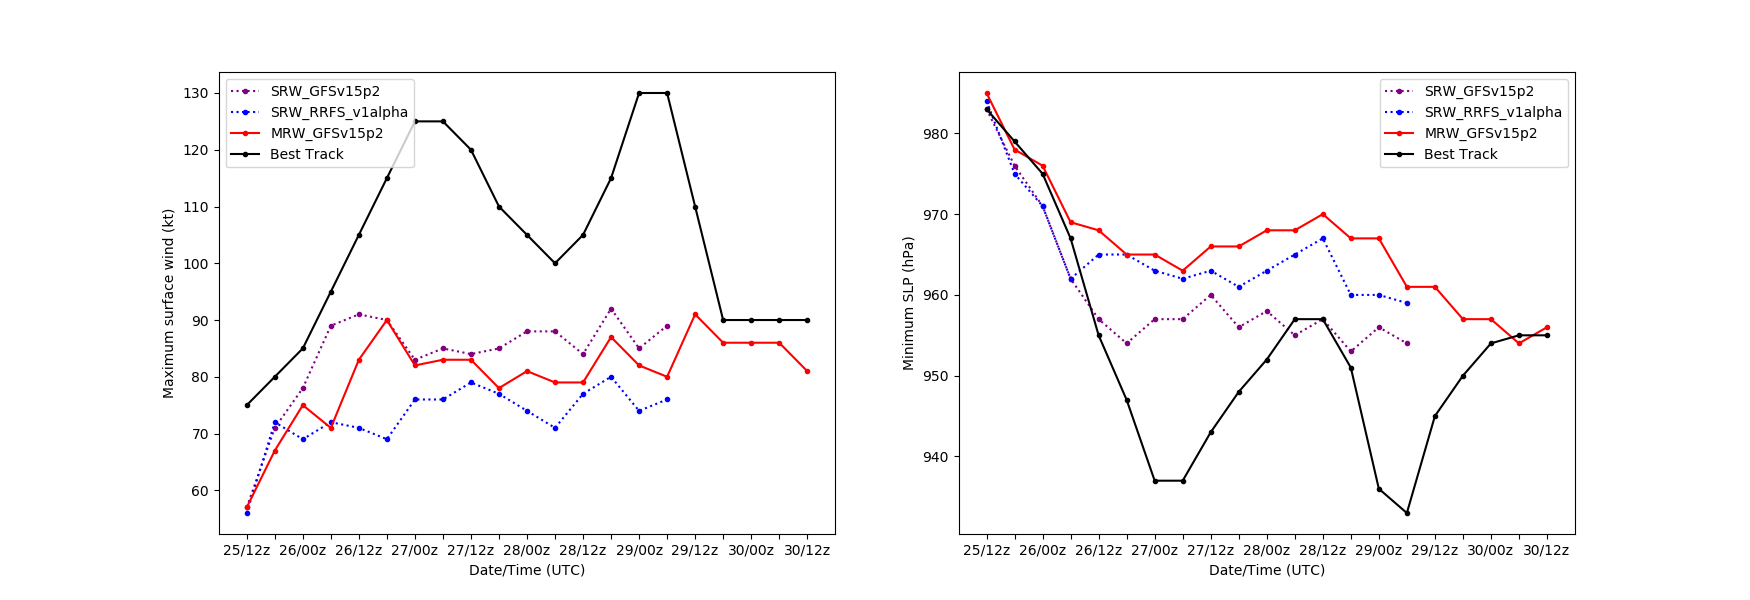 SRW_GFSv15p2
SRW_RRFS_v1alpha
MRW_GFSv15p2
Best Track
130
120
110
100
90
80
70
60
Maximum surface wind (kt)
25/12z 26/00z 26/12z 27/00z 27/12z 28/00z 28/12z 29/00z 29/12z 30/00z 30/12z
Date/Time (UTC)
SRW_GFSv15p2
SRW_RRFS_v1alpha
MRW_GFSv15p2
Best Track
980
970
960
950
940
Minimum SLP (hPa)
25/12z 26/00z 26/12z 27/00z 27/12z 28/00z 28/12z 29/00z 29/12z 30/00z 30/12z
Date/Time (UTC)